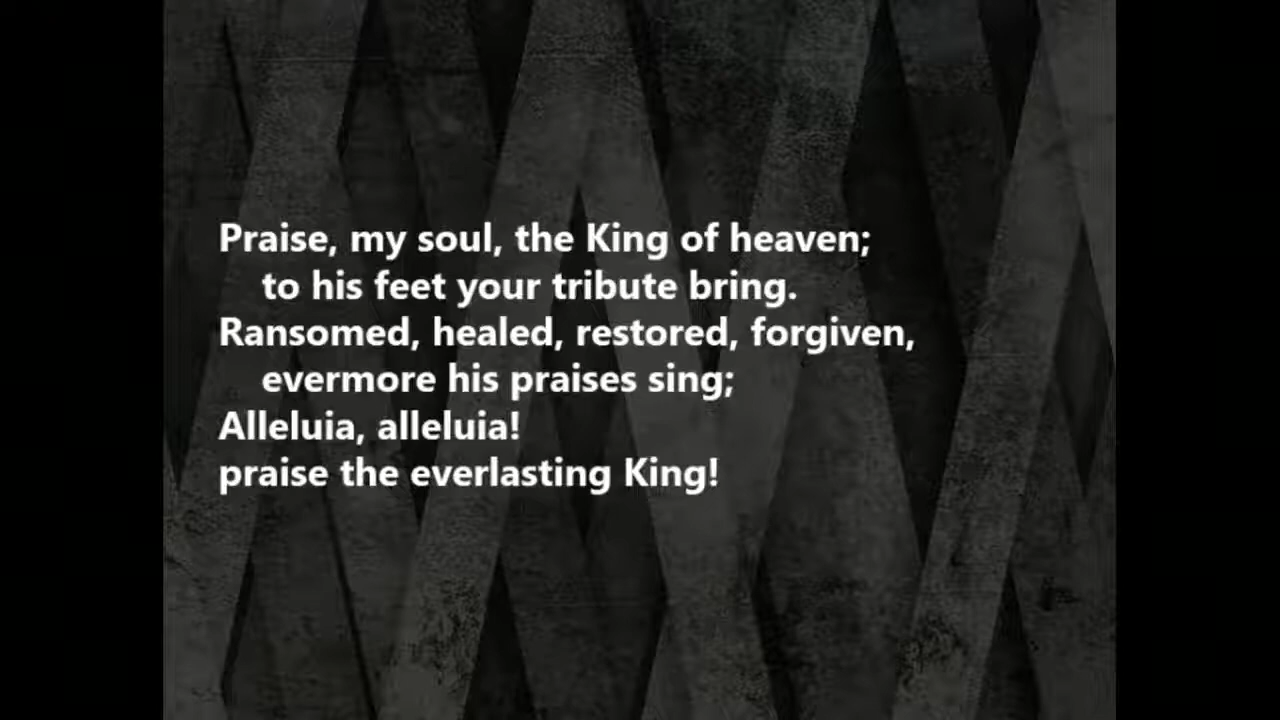 Praise, my soul, the King of heaven;
to his feet your tribute bring.
Ransomed, healed, restored, forgiven,
evermore his praises sing;
Alleluia, alleluia!
praise the everlasting King!